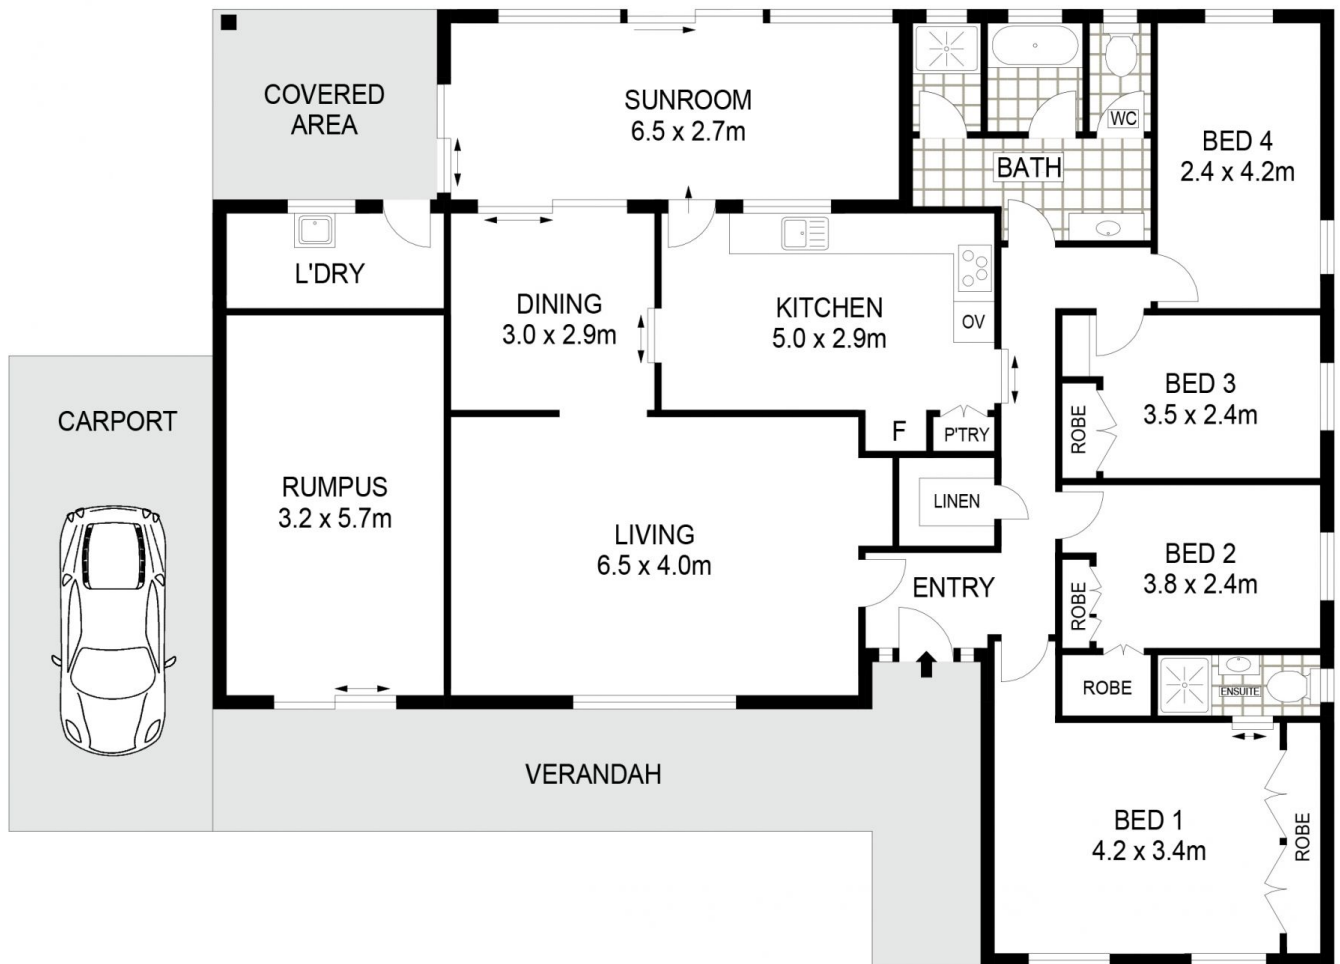 COVERED
AREA
SUNROOM
6.5 x 2.7m
WC
BATH
BED 4
2.4 x 4.2m
L'DRY
DINING
3.0 x 2.9m
KITCHEN
5.0 x 2.9m
OV
BED 3
3.5 x 2.4m
ROBE
CARPORT
F
P'TRY
RUMPUS
3.2 x 5.7m
LIVING
6.5 x 4.0m
LINEN
ENTRY
BED 2
3.8 x 2.4m
ROBE
ROBE
ENSUITE
VERANDAH
BED 1
4.2 x 3.4m
ROBE